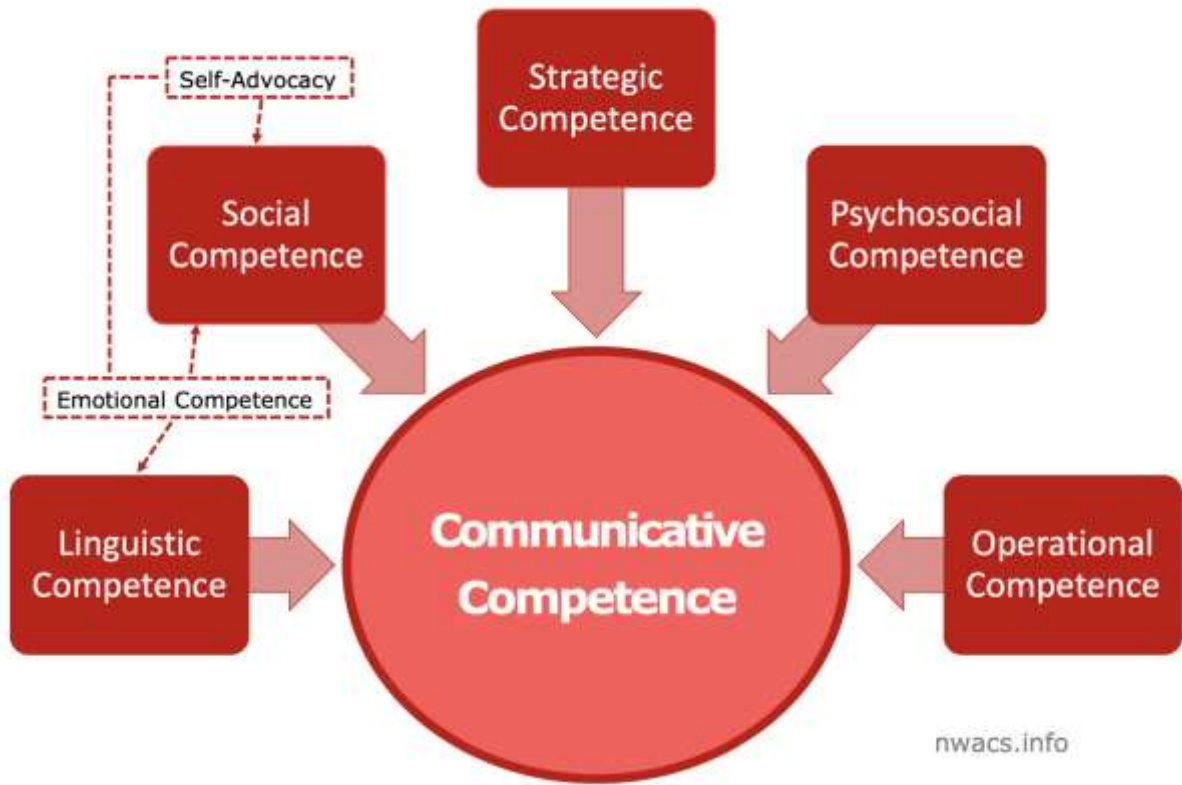 Self-Advocacy
Strategic
Competence
Social
Competence
Psychosocial
Competence
Emotional Competence
Linguistic
Competence
Communicative
Competence
Operational
Competence
nwacs.info